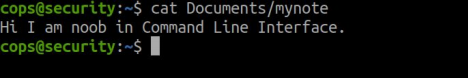 cops@security:~$ cat Documents/mynote
Hi I am noob in Command Line Interface.
cops@security:~$